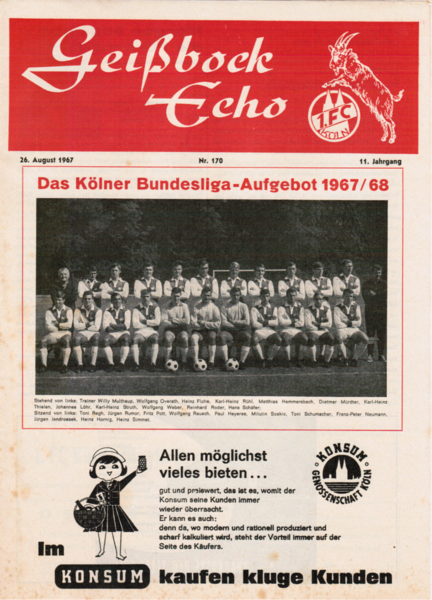 Geißbock
Echo
1.FC
KÖLN
26. August 1967 Nr. 170 11. Jahrgang
Das Kölner Bundesliga-Aufgebot 1967/68
Stehend von links: Trainer Willy Multhaup, Wolfgang Overath, Heinz Flohe, Karl-Heinz Rühl, Matthias Hemmersbach, Dietmar Mürdter, Karl-Heinz
Thielen, Johannes Löhr, Karl-Heinz Struth, Wolfgang Weber, Reinhard Roder, Hans Schäfer;
Sitzend von links: Toni Regh, Jürgen Rumor, Fritz Pott, Wolfgang Rausch, Paul Heyeres, Milutin Soskic, Toni Schumacher, Franz-Peter Neumann,
Jürgen Jendrossek, Heinz Hornig, Heinz Simmet.
Allen möglichst
vieles bieten...
gut und preiswert, das ist es, womit der
Konsum seine Kunden immer
wieder überrascht.
Er kann es auch:
denn da, wo modern und rationell produziert und
scharf kalkuliert wird, steht der Vorteil immer auf der
Seite des Käufers.
KONSUM
GENOSSENSCHAFT KÖLN
Im
KONSUM kaufen kluge Kunden